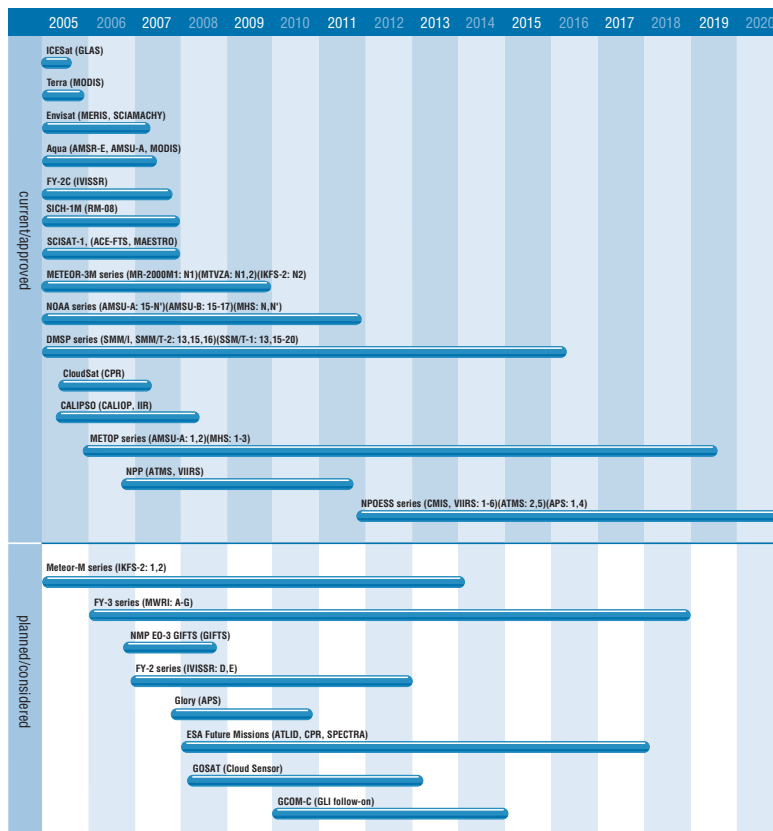 2005 2006 2007 2008 2009 2010 2011 2012 2013 2014 2015 2016 2017 2018 2019 2020
current/approved
ICESat (GLAS)
Terra (MODIS)
Envisat (MERIS, SCIAMACHY)
Aqua (AMSR-E, AMSU-A, MODIS)
FY-2C (IVISSR)
SICH-1M (RM-08)
SCISAT-1, (ACE-FTS, MAESTRO)
METEOR-3M series (MR-2000M1: N1)(MTVZA: N1,2)(IKFS-2: N2)
NOAA series (AMSU-A: 15-N')(AMSU-B: 15-17)(MHS: N,N')
DMSP series (SMM/I, SMM/T-2: 13,15,16)(SSM/T-1: 13,15-20)
CloudSat (CPR)
CALIPSO (CALIOP, IIR)
METOP series (AMSU-A: 1,2)(MHS: 1-3)
NPP (ATMS, VIIRS)
NPOESS series (CMIS, VIIRS: 1-6)(ATMS: 2,5)(APS: 1,4)
planned/considered
Meteor-M series (IKFS-2: 1,2)
FY-3 series (MWRI: A-G)
NMP EO-3 GIFTS (GIFTS)
FY-2 series (IVISSR: D,E)
Glory (APS)
ESA Future Missions (ATLID, CPR, SPECTRA)
GOSAT (Cloud Sensor)
GCOM-C (GLI follow-on)